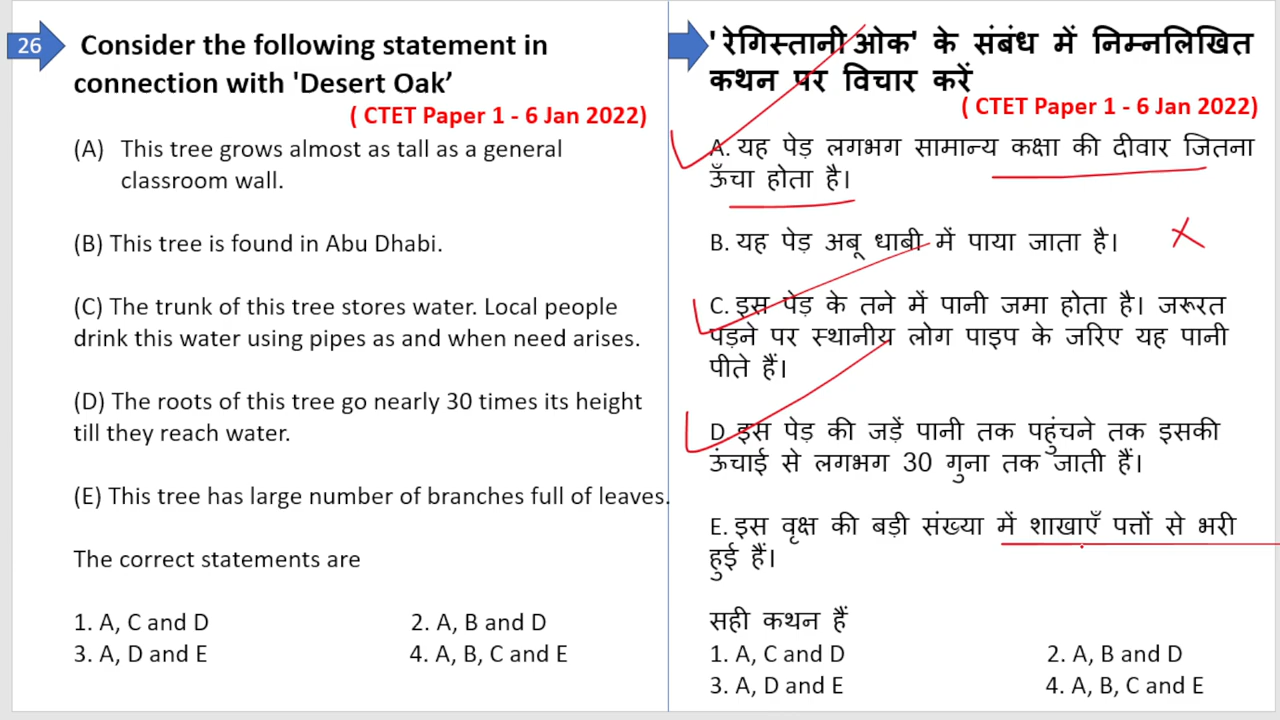 26
Consider the following statement in
connection with 'Desert Oak’
( CTET Paper 1 - 6 Jan 2022)
(A) This tree grows almost as tall as a general
classroom wall.
(B) This tree is found in Abu Dhabi.
(C) The trunk of this tree stores water. Local people
drink this water using pipes as and when need arises.
(D) The roots of this tree go nearly 30 times its height
till they reach water.
(E) This tree has large number of branches full of leaves.
The correct statements are
1. A, C and D 2. A, B and D
3. A, D and E 4. A, B, C and E
' रेगिस्तानी ओक' के संबंध में निम्नलिखित
कथन पर विचार करें
( CTET Paper 1 - 6 Jan 2022)
A. यह पेड़ लगभग सामान्य कक्षा की दीवार जितना
ऊँचा होता है।
B. यह पेड़ अबू धाबी में पाया जाता है।
C. इस पेड़ के तने में पानी जमा होता है। जरूरत
पड़ने पर स्थानीय लोग पाइप के जरिए यह पानी
पीते हैं।
D इस पेड़ की जड़ें पानी तक पहुंचने तक इसकी
ऊंचाई से लगभग 30 गुना तक जाती हैं।
E. इस वृक्ष की बड़ी संख्या में शाखाएँ पत्तों से भरी
हुई हैं।
सही कथन हैं
1. A, C and D 2. A, B and D
3. A, D and E 4. A, B, C and E